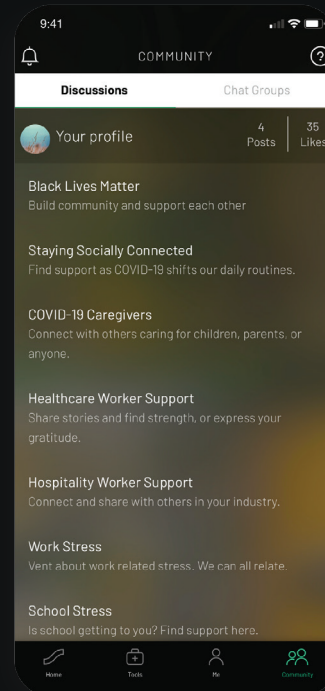 9:41
COMMUNITY
?
Discussions
Chat Groups
Your profile
4
Posts
35
Likes
Black Lives Matter
Build community and support each other
Staying Socially Connected
Find support as COVID-19 shifts our daily routines.
COVID-19 Caregivers
Connect with others caring for children, parents, or
anyone.
Healthcare Worker Support
Share stories and find strength, or express your
gratitude.
Hospitality Worker Support
Connect and share with others in your industry.
Work Stress
Vent about work related stress. We can all relate.
School Stress
Is school getting to you? Find support here.
Home
Tools
Me
Community